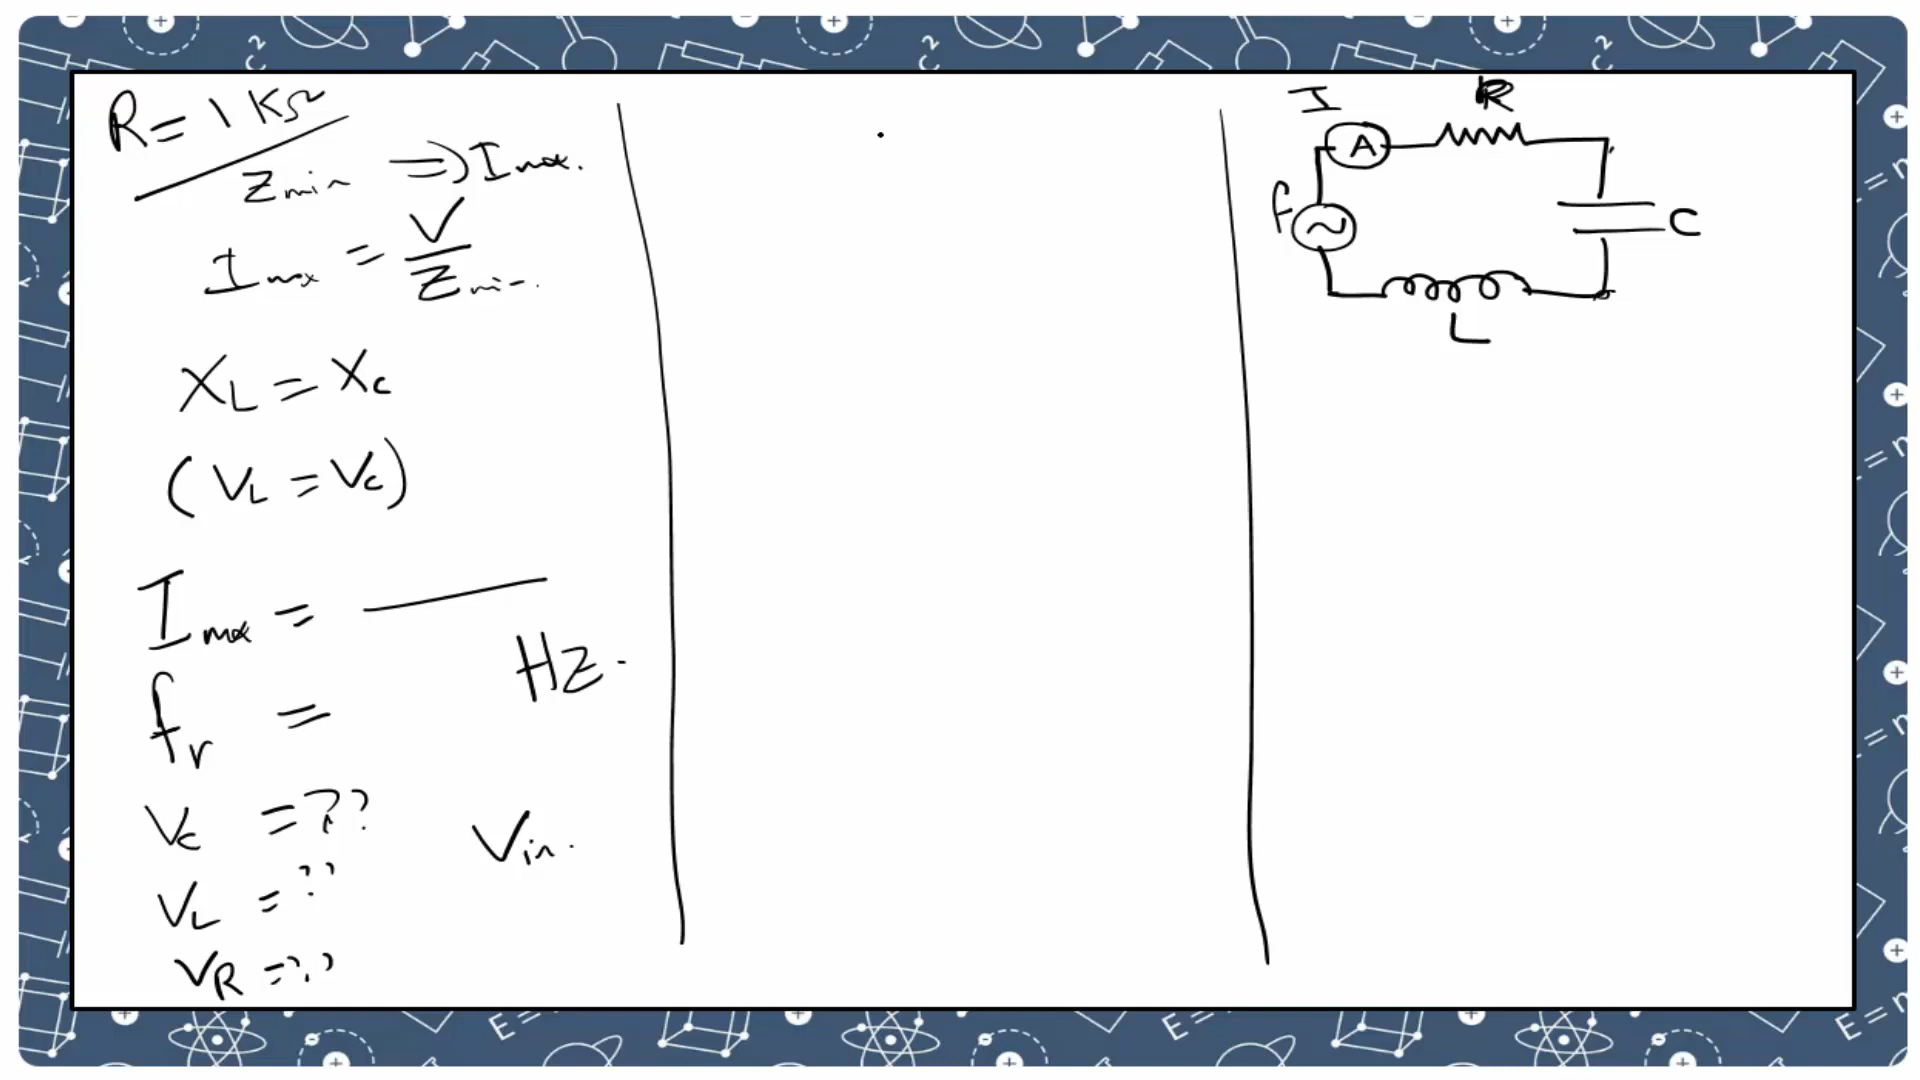 R = 1 KΩ
Zmin ⇒ Imax.
Imax = V / Zmin.
XL = Xc
(VL = Vc)
Imax =
fr = Hz.
Vc = ??
Vin.
VL = ??
VR = ??
I
R
A
f
C
L